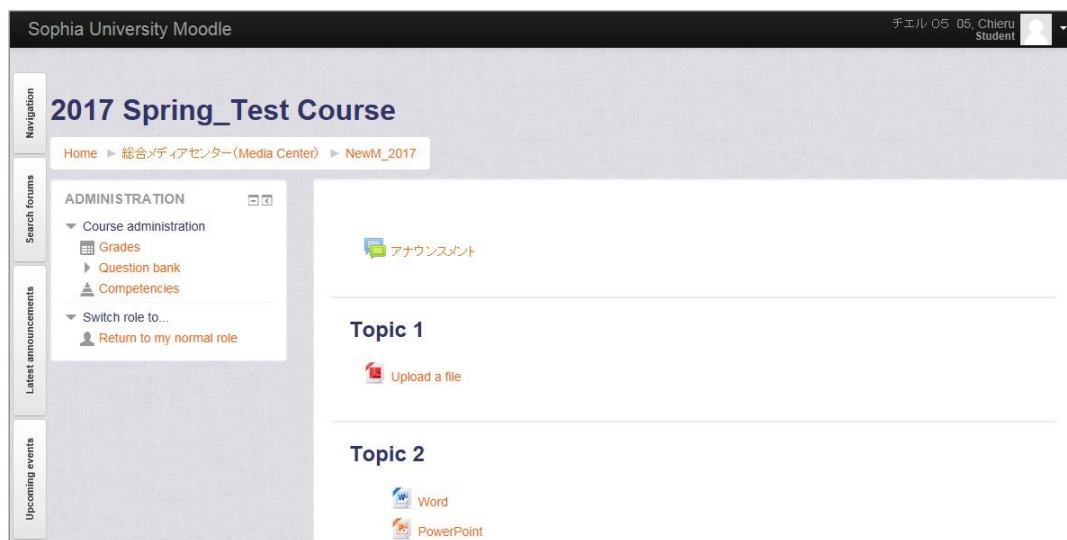 Sophia University Moodle
チエル 05 05, Chieru
Student
Navigation
Search forums
Latest announcements
Upcoming events
2017 Spring_Test Course
Home ▶ 総合メディアセンター(Media Center) ▶ NewM_2017
ADMINISTRATION
Course administration
Grades
Question bank
Competencies
Switch role to...
Return to my normal role
アナウンスメント
Topic 1
Upload a file
Topic 2
Word
PowerPoint